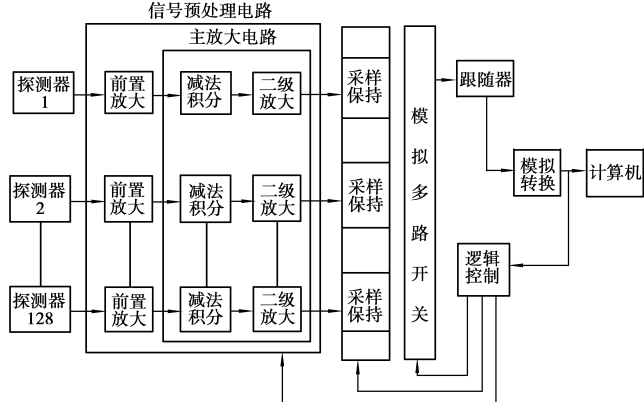 信号预处理电路
主放大电路
探测器
1
前置
放大
减法
积分
二级
放大
采样
保持
跟随器
探测器
2
前置
放大
减法
积分
二级
放大
采样
保持
模拟多路开关
模拟
转换
计算机
探测器
128
前置
放大
减法
积分
二级
放大
采样
保持
逻辑
控制